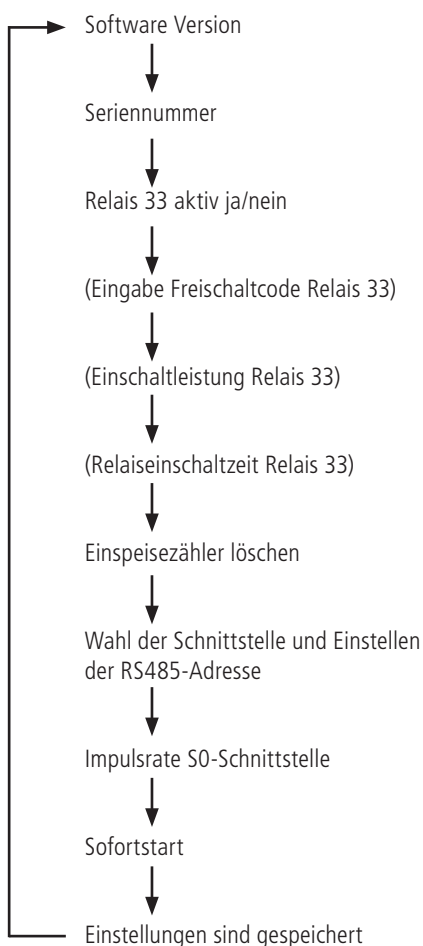 Software Version
Seriennummer
Relais 33 aktiv ja/nein
(Eingabe Freischaltcode Relais 33)
(Einschaltleistung Relais 33)
(Relaiseinschaltzeit Relais 33)
Einspeisezähler löschen
Wahl der Schnittstelle und Einstellen
der RS485-Adresse
Impulsrate S0-Schnittstelle
Sofortstart
Einstellungen sind gespeichert